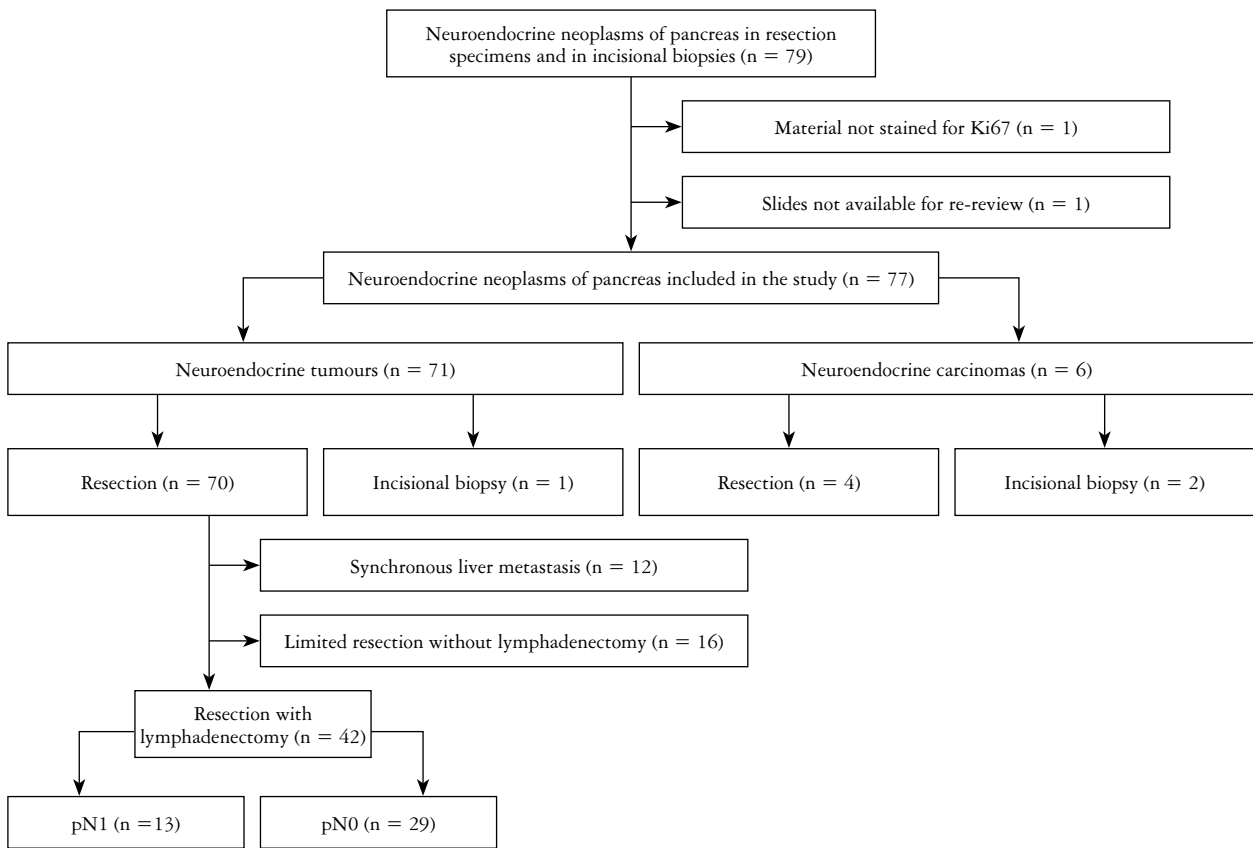 Neuroendocrine neoplasms of pancreas in resection
specimens and in incisional biopsies (n = 79)
Material not stained for Ki67 (n = 1)
Slides not available for re-review (n = 1)
Neuroendocrine neoplasms of pancreas included in the study (n = 77)
Neuroendocrine tumours (n = 71)
Neuroendocrine carcinomas (n = 6)
Resection (n = 70)
Incisional biopsy (n = 1)
Resection (n = 4)
Incisional biopsy (n = 2)
Synchronous liver metastasis (n = 12)
Limited resection without lymphadenectomy (n = 16)
Resection with
lymphadenectomy (n = 42)
pN1 (n =13)
pN0 (n = 29)